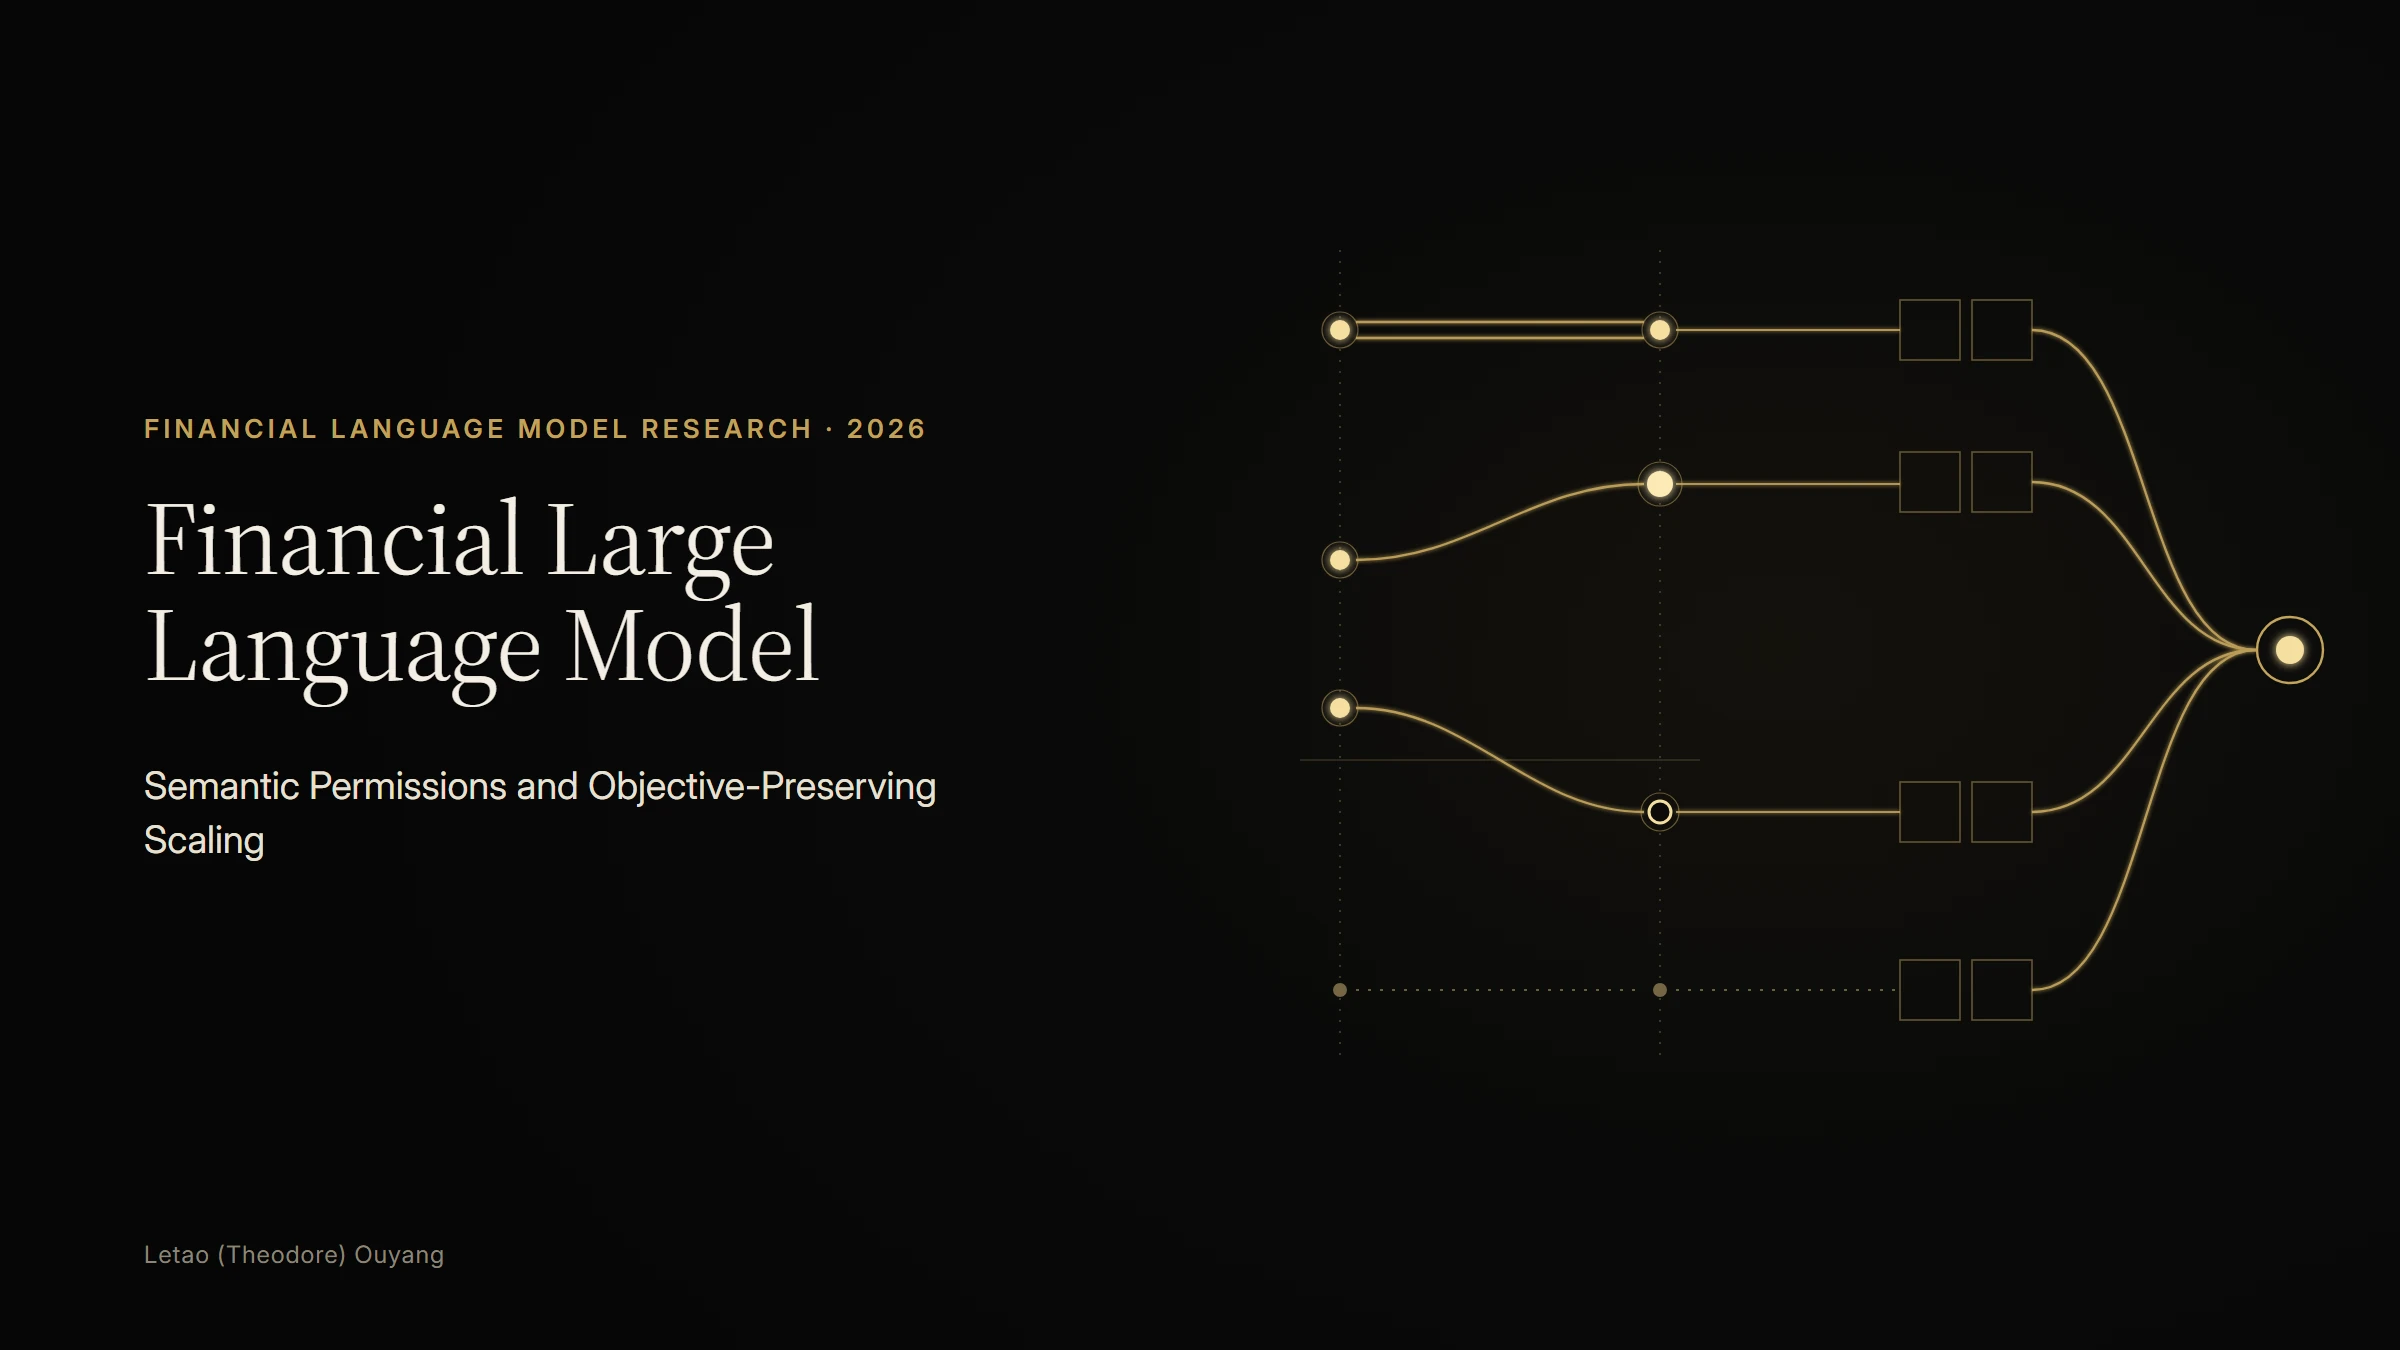 FINANCIAL LANGUAGE MODEL RESEARCH · 2026
Financial Large
Language Model
Semantic Permissions and Objective-Preserving
Scaling
Letao (Theodore) Ouyang